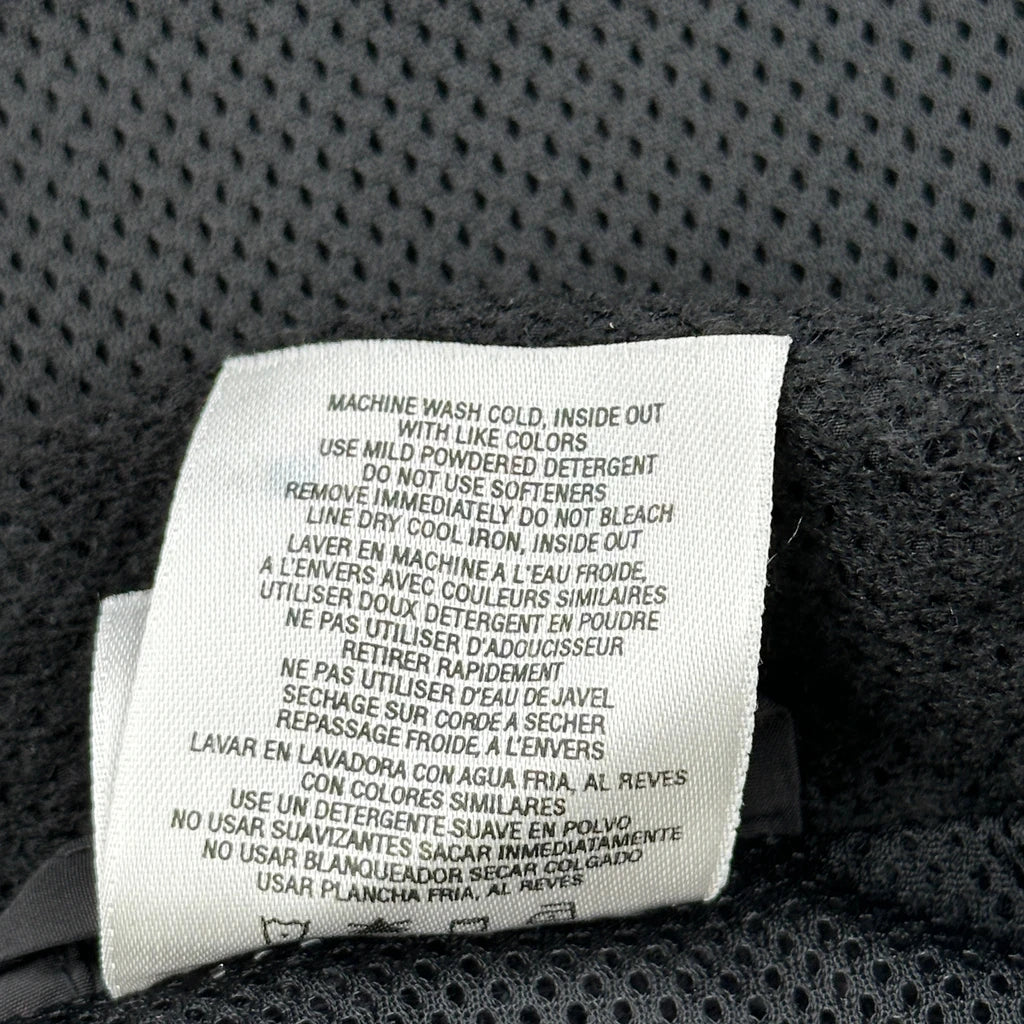 MACHINE WASH COLD, INSIDE OUT
WITH LIKE COLORS
USE MILD POWDERED DETERGENT
DO NOT USE SOFTENERS
REMOVE IMMEDIATELY DO NOT BLEACH
LINE DRY COOL IRON, INSIDE OUT
LAVER EN MACHINE A L'EAU FROIDE,
A L'ENVERS AVEC COULEURS SIMILAIRES
UTILISER DOUX DETERGENT EN POUDRE
NE PAS UTILISER D'ADOUCISSEUR
RETIRER RAPIDEMENT
NE PAS UTILISER D'EAU DE JAVEL
SECHAGE SUR CORDE A SECHER
REPASSAGE FROIDE, A L'ENVERS
LAVAR EN LAVADORA CON AGUA FRIA, AL REVES
CON COLORES SIMILARES
USE UN DETERGENTE SUAVE EN POLVO
NO USAR SUAVIZANTES SACAR INMEDIATAMENTE
NO USAR BLANQUEADOR SECAR COLGADO
USAR PLANCHA FRIA, AL REVES